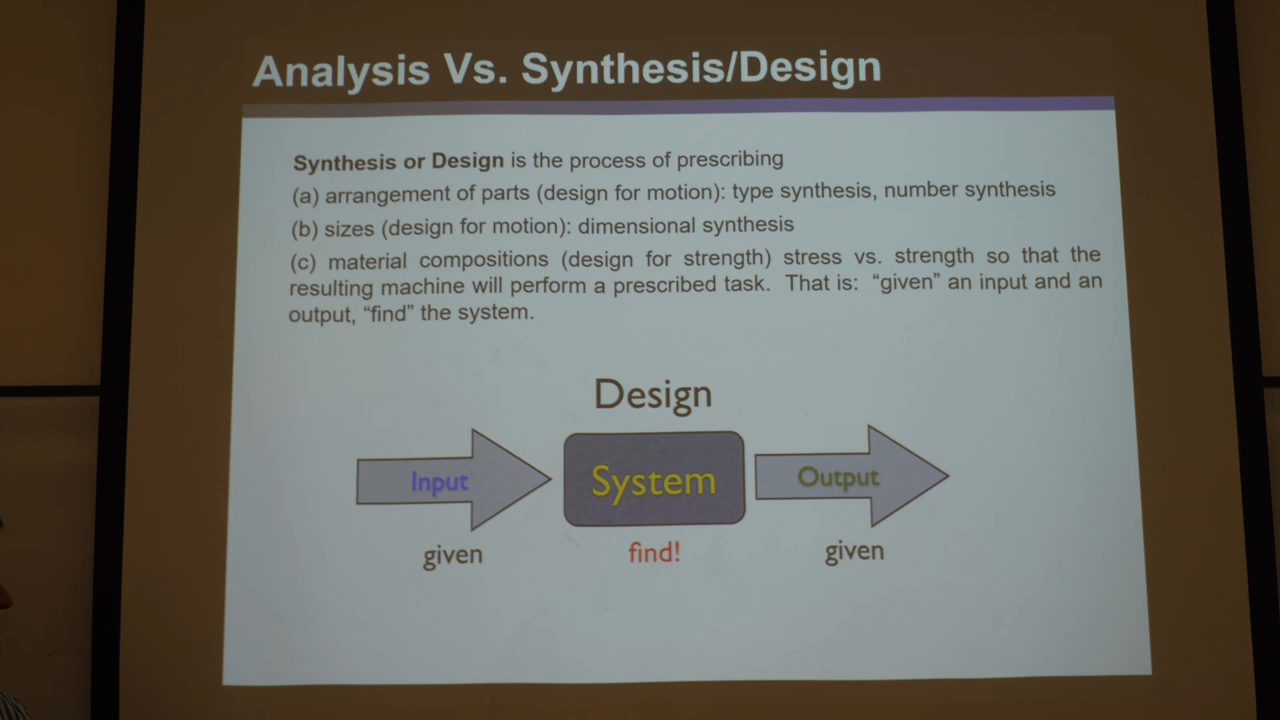 Analysis Vs. Synthesis/Design
Synthesis or Design is the process of prescribing
(a) arrangement of parts (design for motion): type synthesis, number synthesis
(b) sizes (design for motion): dimensional synthesis
(c) material compositions (design for strength) stress vs. strength so that the
resulting machine will perform a prescribed task. That is: “given” an input and an
output, “find” the system.
Design
Input
System
Output
given
find!
given